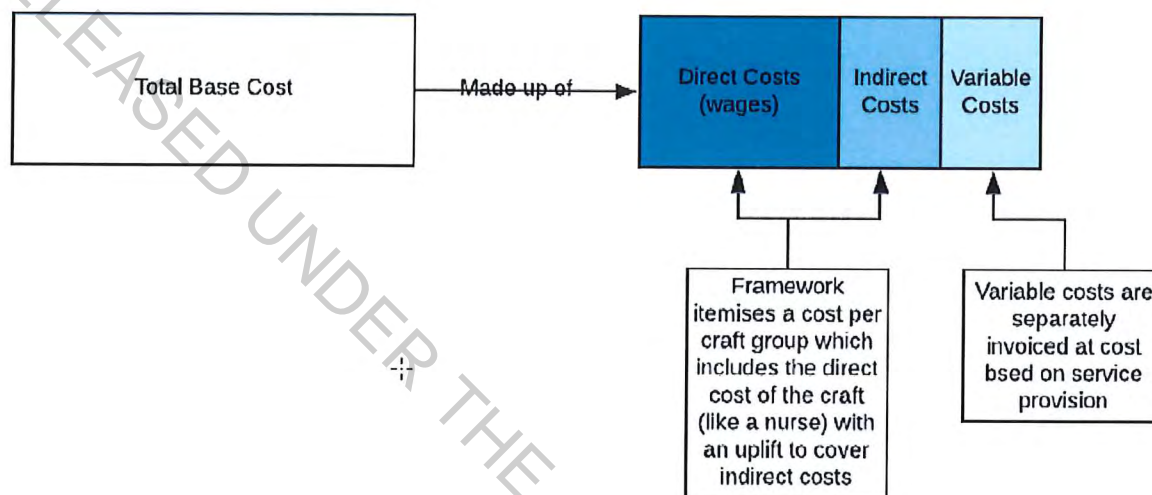 RELEASED UNDER THE
Total Base Cost
Made up of
Direct Costs
(wages)
Indirect
Costs
Variable
Costs
Framework
itemises a cost per
craft group which
includes the direct
cost of the craft
(like a nurse) with
an uplift to cover
indirect costs
Variable costs are
separately
invoiced at cost
bsed on service
provision